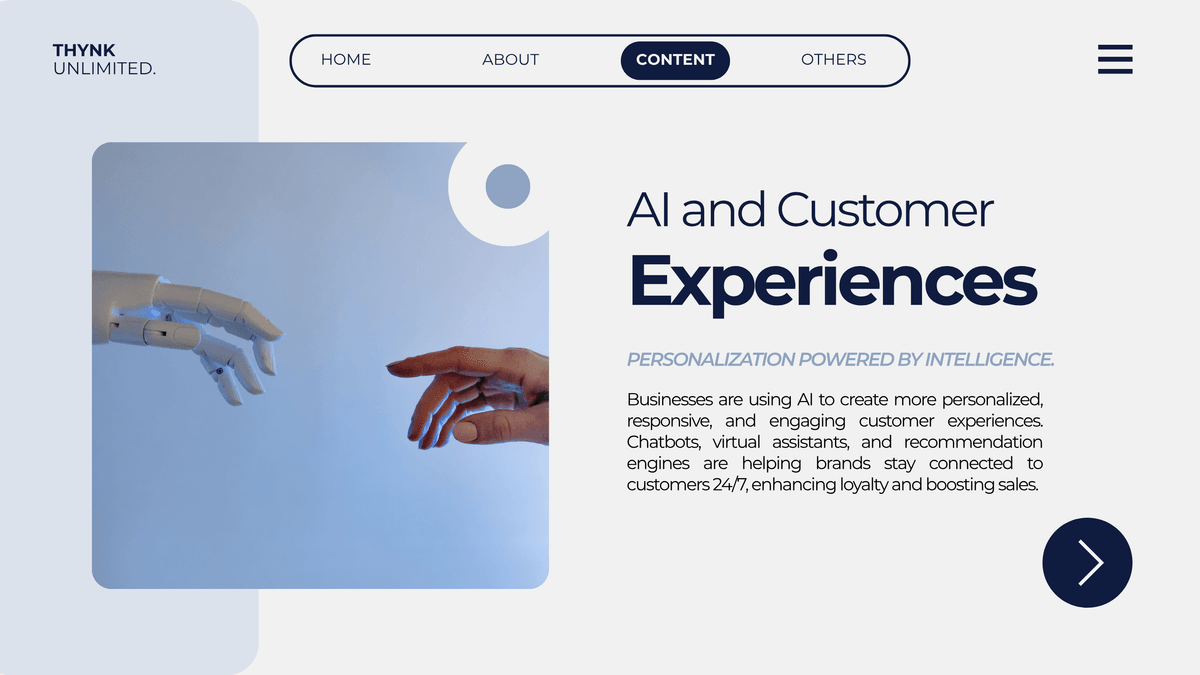 THYNK
UNLIMITED.
HOME ABOUT CONTENT OTHERS
AI and Customer
Experiences
PERSONALIZATION POWERED BY INTELLIGENCE.
Businesses are using AI to create more personalized,
responsive, and engaging customer experiences.
Chatbots, virtual assistants, and recommendation
engines are helping brands stay connected to
customers 24/7, enhancing loyalty and boosting sales.